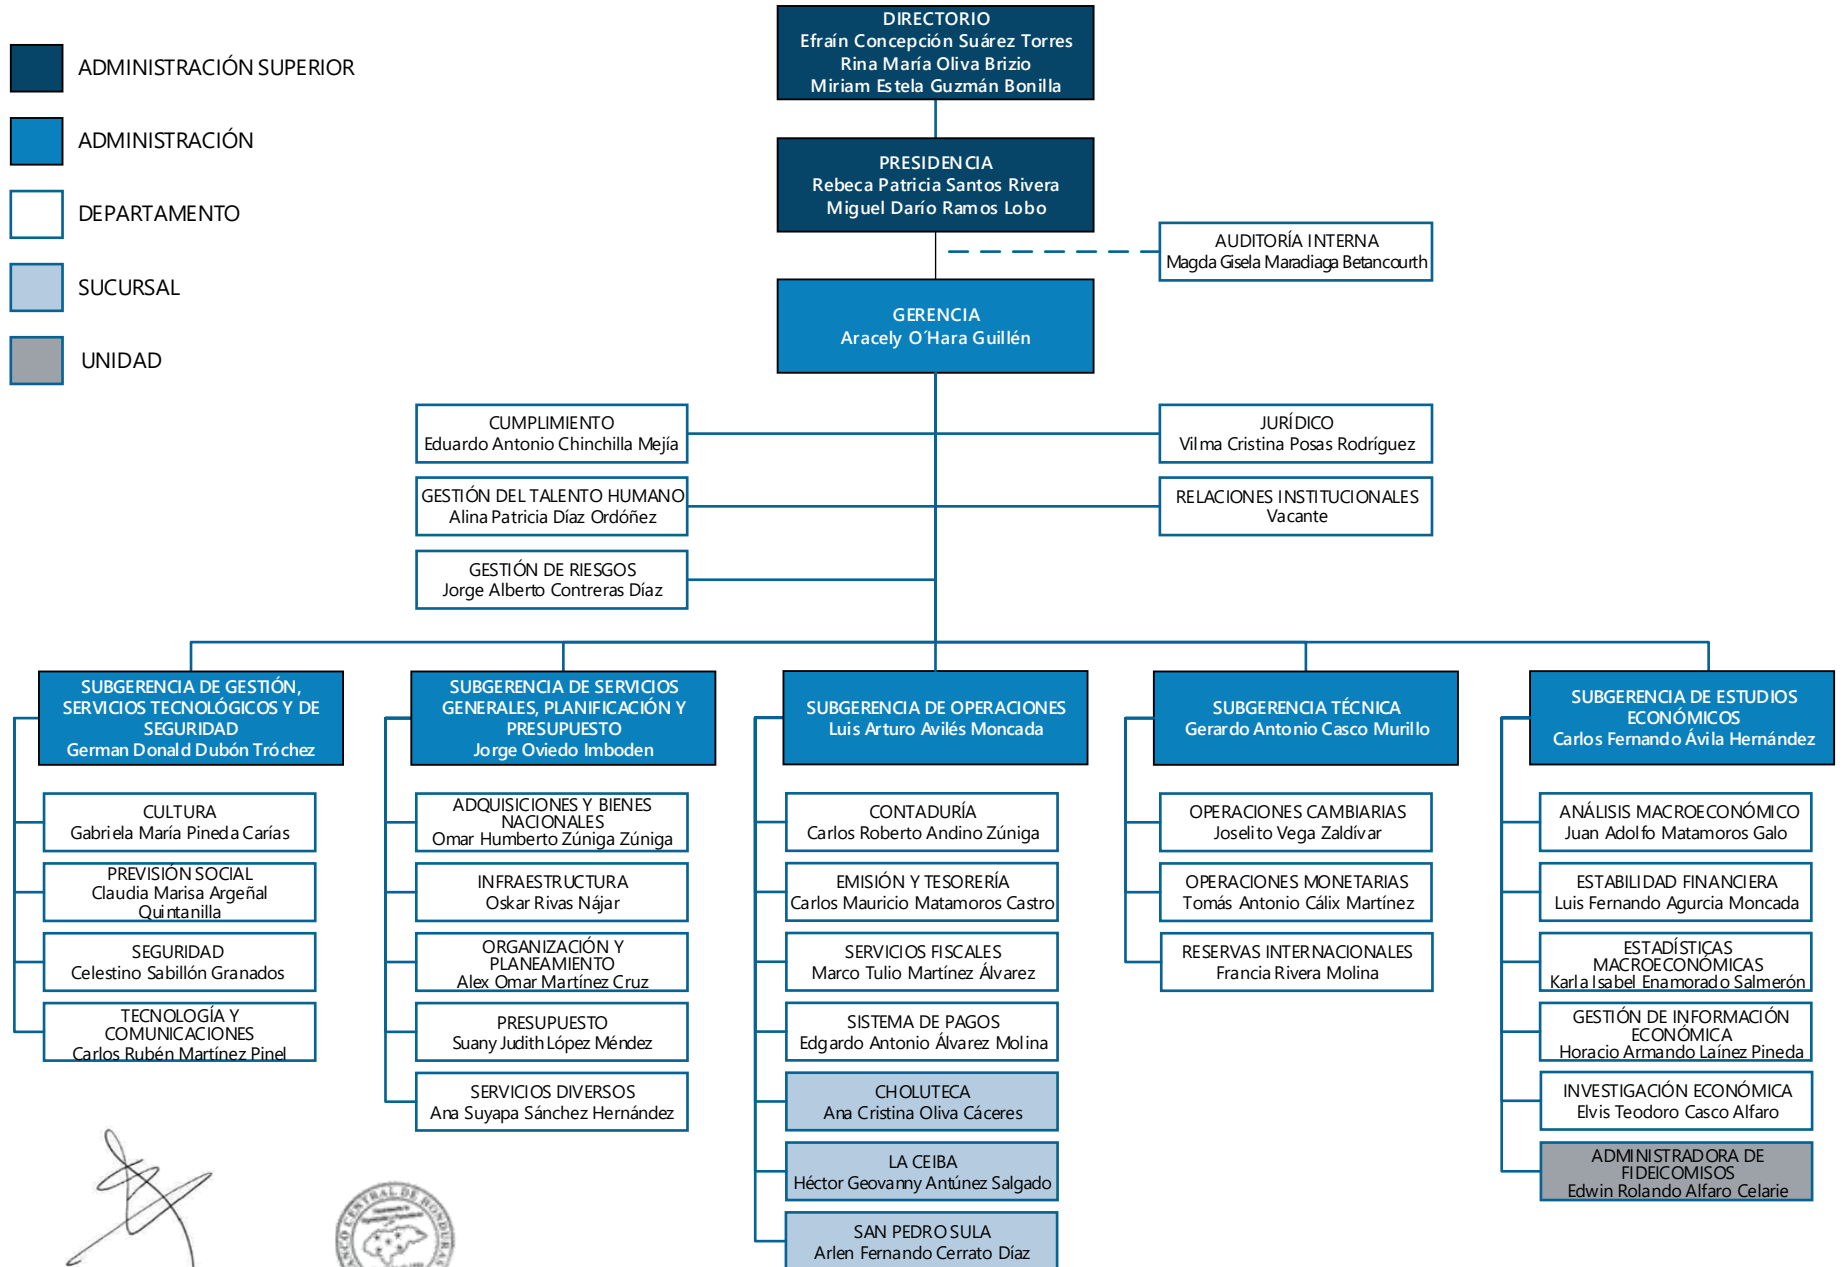 ADMINISTRACIÓN SUPERIOR
ADMINISTRACIÓN
DEPARTAMENTO
SUCURSAL
UNIDAD
DIRECTORIO
Efraín Concepción Suárez Torres
Rina María Oliva Brizio
Miriam Estela Guzmán Bonilla
PRESIDENCIA
Rebeca Patricia Santos Rivera
Miguel Darío Ramos Lobo
AUDITORÍA INTERNA
Magda Gisela Maradiaga Betancourth
GERENCIA
Aracely O´Hara Guillén
CUMPLIMIENTO
Eduardo Antonio Chinchilla Mejía
JURÍDICO
Vilma Cristina Posas Rodríguez
GESTIÓN DEL TALENTO HUMANO
Alina Patricia Díaz Ordóñez
RELACIONES INSTITUCIONALES
Vacante
GESTIÓN DE RIESGOS
Jorge Alberto Contreras Díaz
SUBGERENCIA DE GESTIÓN,
SERVICIOS TECNOLÓGICOS Y DE
SEGURIDAD
German Donald Dubón Tróchez
CULTURA
Gabriela María Pineda Carías
PREVISIÓN SOCIAL
Claudia Marisa Argeñal
Quintanilla
SEGURIDAD
Celestino Sabillón Granados
TECNOLOGÍA Y
COMUNICACIONES
Carlos Rubén Martínez Pinel
SUBGERENCIA DE SERVICIOS
GENERALES, PLANIFICACIÓN Y
PRESUPUESTO
Jorge Oviedo Imboden
ADQUISICIONES Y BIENES
NACIONALES
Omar Humberto Zúniga Zúniga
INFRAESTRUCTURA
Oskar Rivas Nájar
ORGANIZACIÓN Y
PLANEAMIENTO
Alex Omar Martínez Cruz
PRESUPUESTO
Suany Judith López Méndez
SERVICIOS DIVERSOS
Ana Suyapa Sánchez Hernández
SUBGERENCIA DE OPERACIONES
Luis Arturo Avilés Moncada
CONTADURÍA
Carlos Roberto Andino Zúniga
EMISIÓN Y TESORERÍA
Carlos Mauricio Matamoros Castro
SERVICIOS FISCALES
Marco Tulio Martínez Álvarez
SISTEMA DE PAGOS
Edgardo Antonio Álvarez Molina
CHOLUTECA
Ana Cristina Oliva Cáceres
LA CEIBA
Héctor Geovanny Antúnez Salgado
SAN PEDRO SULA
Arlen Fernando Cerrato Díaz
SUBGERENCIA TÉCNICA
Gerardo Antonio Casco Murillo
OPERACIONES CAMBIARIAS
Joselito Vega Zaldívar
OPERACIONES MONETARIAS
Tomás Antonio Cálix Martínez
RESERVAS INTERNACIONALES
Francia Rivera Molina
SUBGERENCIA DE ESTUDIOS
ECONÓMICOS
Carlos Fernando Ávila Hernández
ANÁLISIS MACROECONÓMICO
Juan Adolfo Matamoros Galo
ESTABILIDAD FINANCIERA
Luis Fernando Agurcia Moncada
ESTADÍSTICAS
MACROECONÓMICAS
Karla Isabel Enamorado Salmerón
GESTIÓN DE INFORMACIÓN
ECONÓMICA
Horacio Armando Laínez Pineda
INVESTIGACIÓN ECONÓMICA
Elvis Teodoro Casco Alfaro
ADMINISTRADORA DE
FIDEICOMISOS
Edwin Rolando Alfaro Celarie
BANCO CENTRAL DE HONDURAS